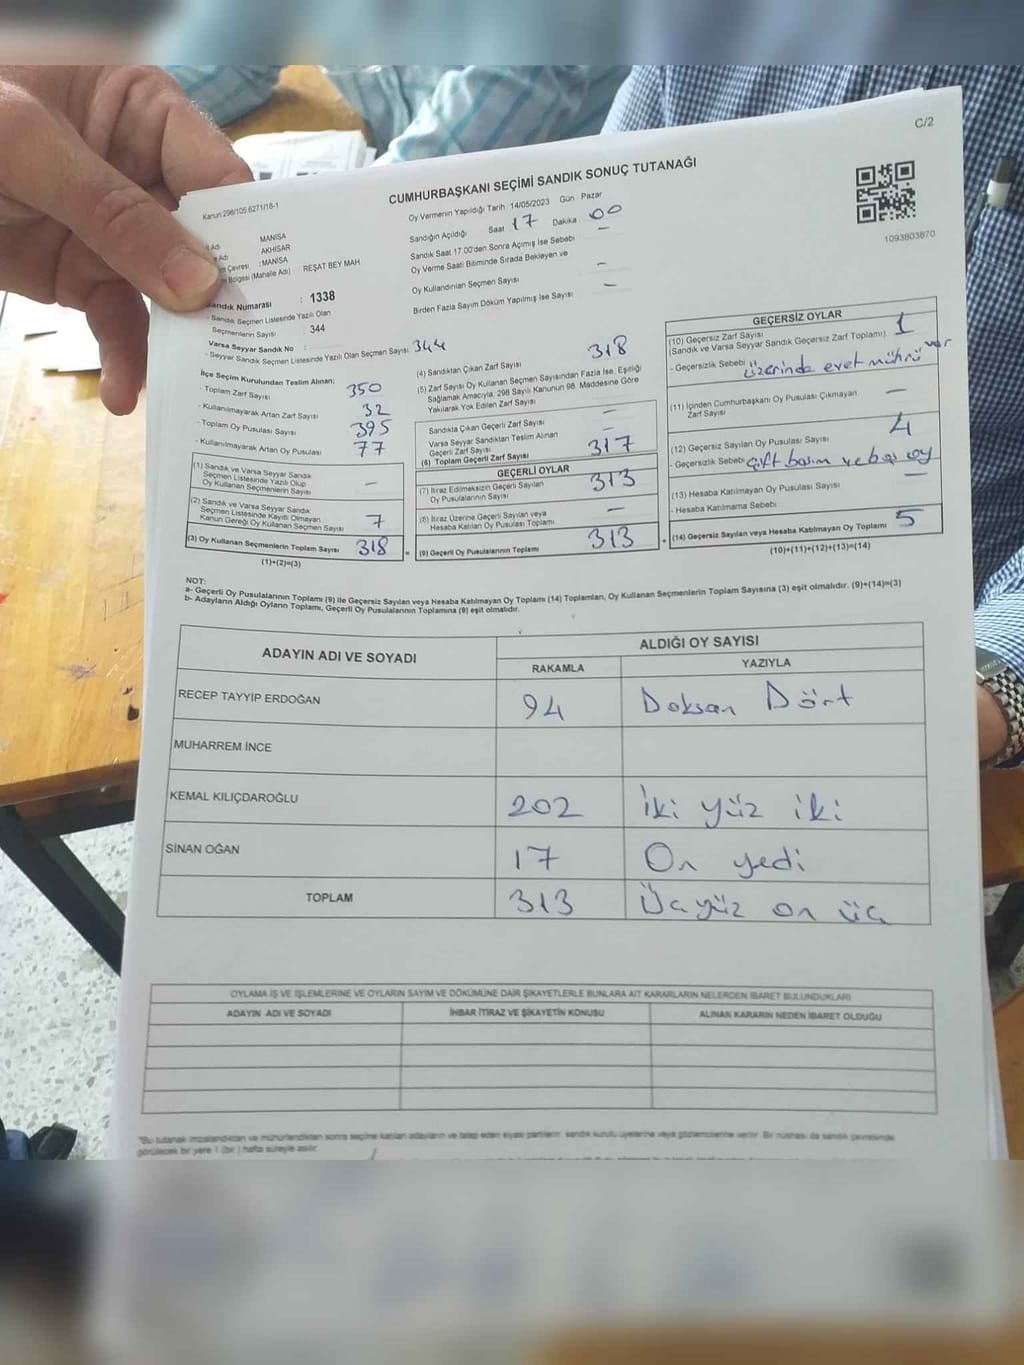 C/2
Kanun 298/105 6271/18-1
CUMHURBAŞKANI SEÇİMİ SANDIK SONUÇ TUTANAĞI
Adı MANİSA
Adı AKHİSAR
Çevresi : MANİSA
Bölgesi (Mahalle Adı) REŞAT BEY MAH
Sandık Numarası : 1338
- Sandık Seçmen Listesinde Yazılı Olan
Seçmenlerin Sayısı : 344
Varsa Seyyar Sandık No :
- Seyyar Sandık Seçmen Listesinde Yazılı Olan Seçmen Sayısı 344
İlçe Seçim Kurulundan Teslim Alınan;
- Toplam Zarf Sayısı 350
- Kullanılmayarak Artan Zarf Sayısı 32
- Toplam Oy Pusulası Sayısı 395
- Kullanılmayarak Artan Oy Pusulası 77
(1) Sandık ve Varsa Seyyar Sandık
Seçmen Listesinde Yazılı Olup
Oy Kullanan Seçmenlerin Sayısı –
(2) Sandık ve Varsa Seyyar Sandık
Seçmen Listesinde Kayıtlı Olmayan
Kanun Gereği Oy Kullanan Seçmen Sayısı 7
(3) Oy Kullanan Seçmenlerin Toplam Sayısı 318
(1)+(2)=(3)
Oy Vermenin Yapıldığı Tarih : 14/05/2023 Gün : Pazar
Sandığın Açıldığı Saat 17 Dakika 00
Sandık Saat 17.00'den Sonra Açımış İse Sebebi –
Oy Verme Saati Bitiminde Sırada Bekleyen ve
Oy Kullandırılan Seçmen Sayısı –
Birden Fazla Sayım Döküm Yapılmış İse Sayısı –
(4) Sandıktan Çıkan Zarf Sayısı 318
(5) Zarf Sayısı Oy Kullanan Seçmen Sayısından Fazla İse, Eşitliği
Sağlamak Amacıyla, 298 Sayılı Kanunun 98. Maddesine Göre
Yakılarak Yok Edilen Zarf Sayısı –
Sandıkta Çıkan Geçerli Zarf Sayısı –
Varsa Seyyar Sandıktan Teslim Alınan
Geçerli Zarf Sayısı
(6) Toplam Geçerli Zarf Sayısı 317
GEÇERLİ OYLAR
(7) İtiraz Edilmeksizin Geçerli Sayılan
Oy Pusulalarının Sayısı 313
(8) İtiraz Üzerine Geçerli Sayılan veya
Hesaba Katılan Oy Pusulası Toplamı –
(9) Geçerli Oy Pusulalarının Toplamı 313
1093803870
GEÇERSİZ OYLAR
(10) Geçersiz Zarf Sayısı
(Sandık ve Varsa Seyyar Sandık Geçersiz Zarf Toplamı) 1
- Geçersizlik Sebebi üzerinde evet mührü var
(11) İçinden Cumhurbaşkanı Oy Pusulası Çıkmayan
Zarf Sayısı –
(12) Geçersiz Sayılan Oy Pusulası Sayısı 4
- Geçersizlik Sebebi çift basım ve boş oy
(13) Hesaba Katılmayan Oy Pusulası Sayısı –
- Hesaba Katılmama Sebebi
(14) Geçersiz Sayılan veya Hesaba Katılmayan Oy Toplamı 5
(10)+(11)+(12)+(13)=(14)
NOT:
a- Geçerli Oy Pusulalarının Toplamı (9) ile Geçersiz Sayılan veya Hesaba Katılmayan Oy Toplamı (14) Toplamları, Oy Kullanan Seçmenlerin Toplam Sayısına (3) eşit olmalıdır. (9)+(14)=(3)
b- Adayların Aldığı Oyların Toplamı, Geçerli Oy Pusulalarının Toplamına (9) eşit olmalıdır.
ADAYIN ADI VE SOYADI ALDIĞI OY SAYISI
RAKAMLA YAZIYLA
RECEP TAYYİP ERDOĞAN 94 Doksan Dört
MUHARREM İNCE
KEMAL KILIÇDAROĞLU 202 İki yüz iki
SİNAN OĞAN 17 On yedi
TOPLAM 313 Üçyüz on üç
OYLAMA İŞ VE İŞLEMLERİNE VE OYLARIN SAYIM VE DÖKÜMÜNE DAİR ŞİKAYETLERLE BUNLARA AİT KARARLARIN NELERDEN İBARET BULUNDUKLARI
ADAYIN ADI VE SOYADI İHBAR İTİRAZ VE ŞİKAYETİN KONUSU ALINAN KARARIN NEDEN İBARET OLDUĞU
*Bu tutanak imzalandıktan ve mühürlendikten sonra seçime katılan adayların ve talep eden siyasi partilerin sandık kurulu üyelerine veya gözlemcilerine verilir. Bir nüshası da sandık çevresinde
görülecek bir yere 1 (bir) hafta süreyle asılır.